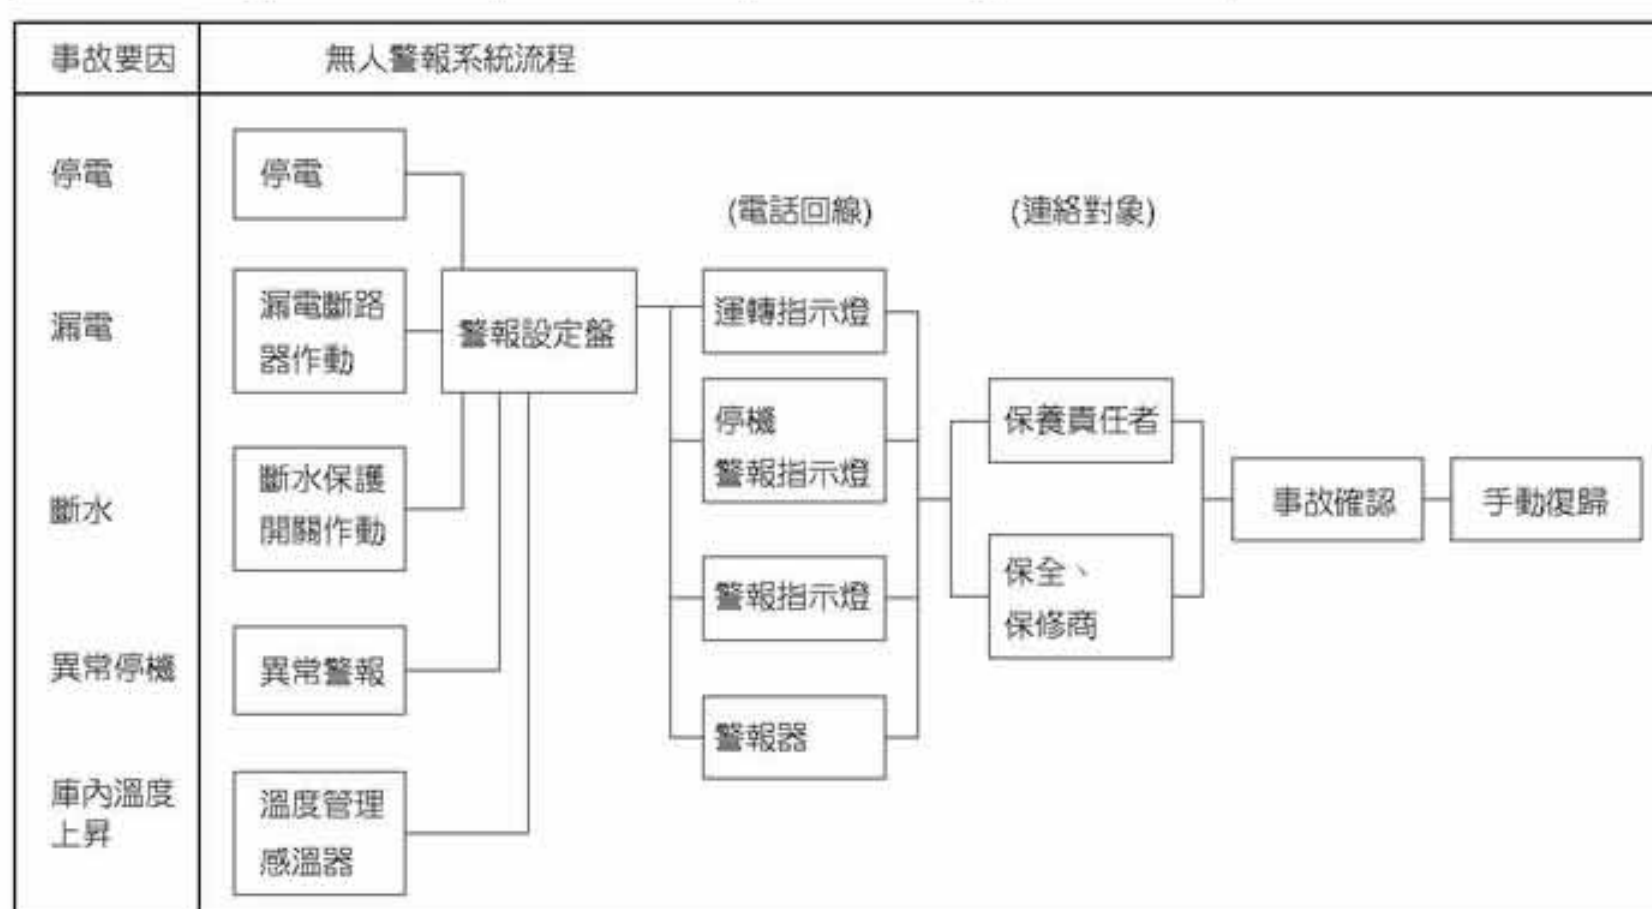 事故要因
無人警報系統流程
停電
停電
(電話回線)
(連絡對象)
漏電
漏電斷路
器作動
警報設定盤
運轉指示燈
停機
警報指示燈
保養責任者
斷水
斷水保護
開關作動
事故確認
手動復歸
警報指示燈
保全、
保修商
異常停機
異常警報
警報器
庫內溫度
上昇
溫度管理
感溫器